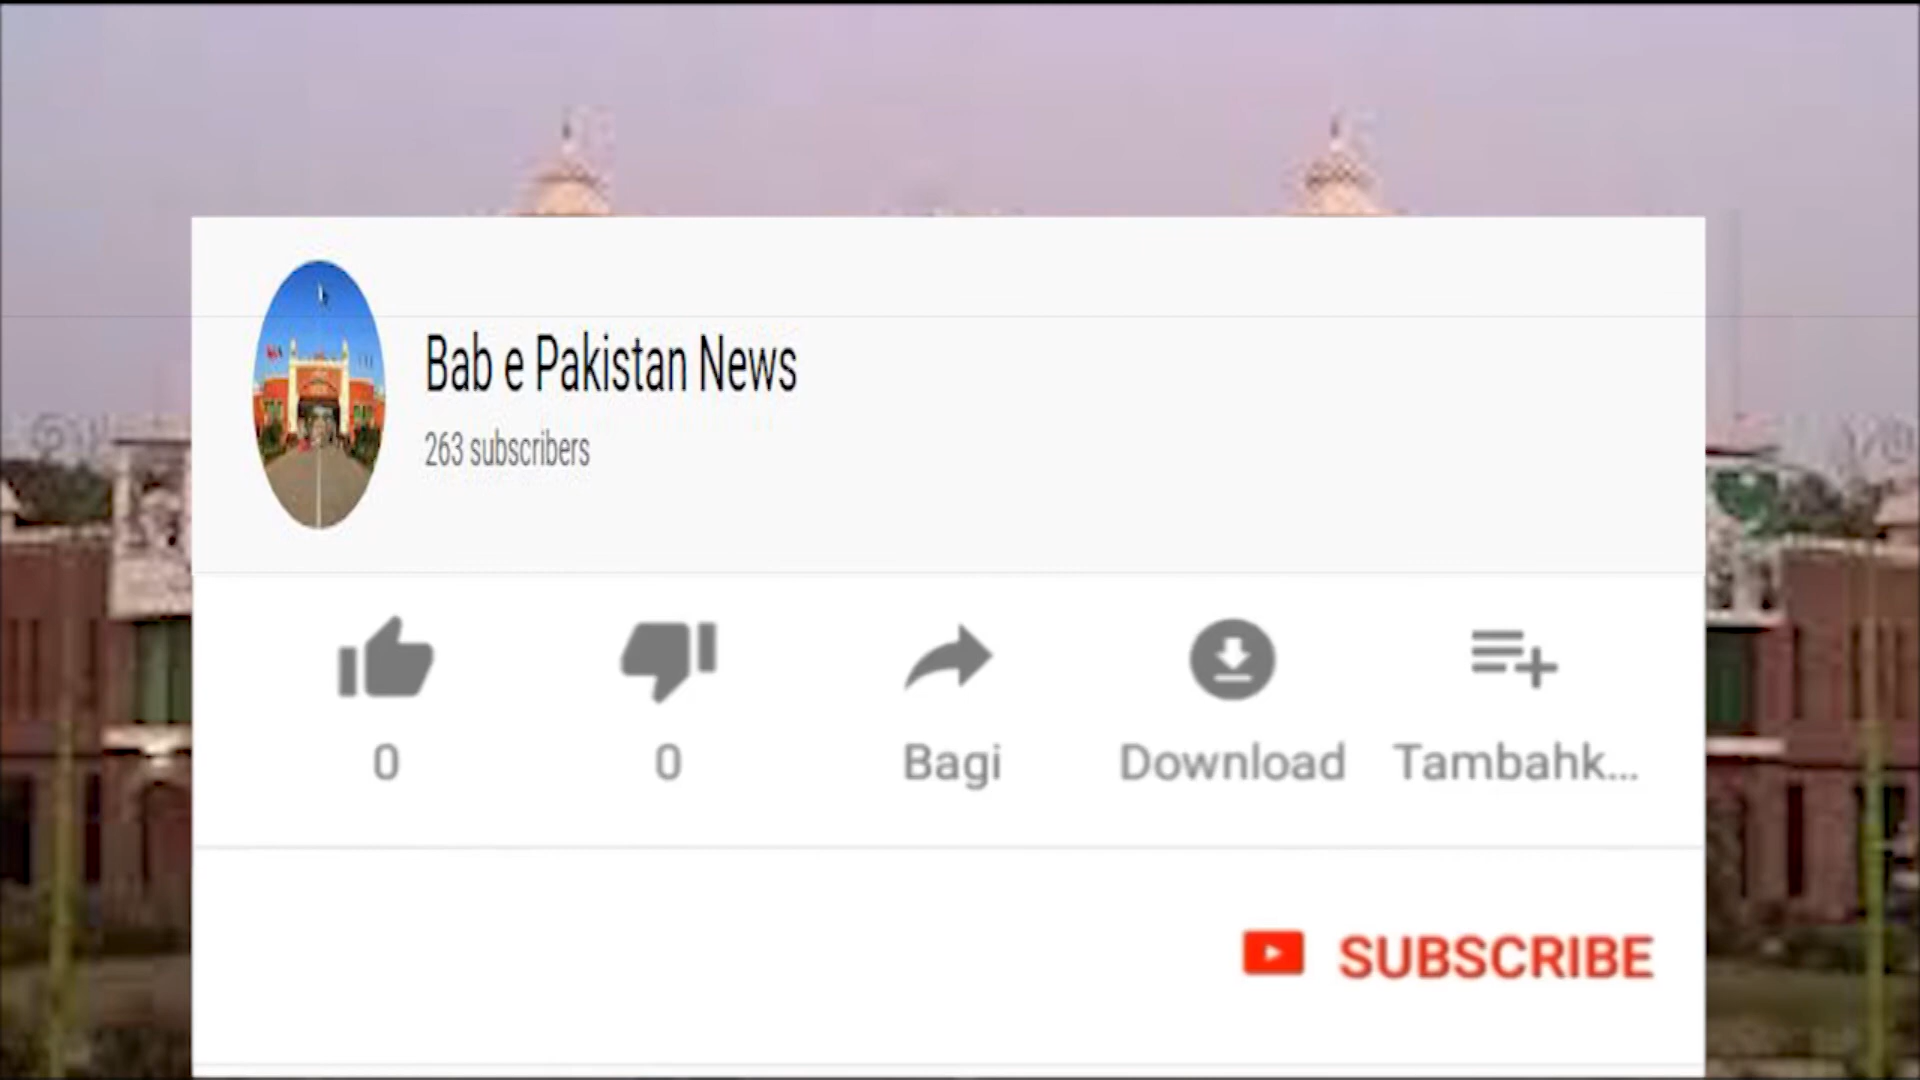 Bab e Pakistan News
263 subscribers
0
0
Bagi
Download
Tambahk...
SUBSCRIBE